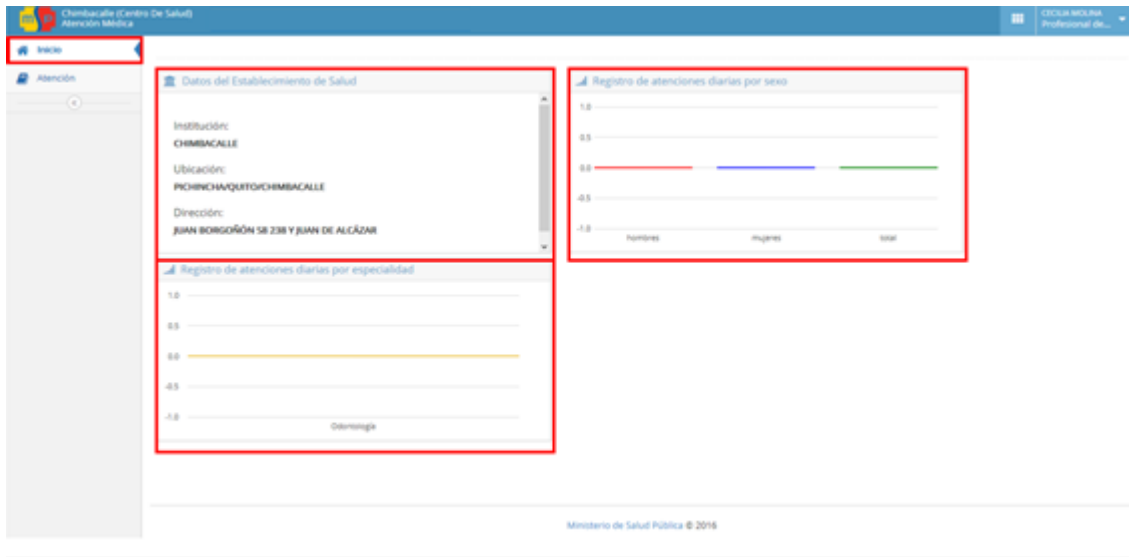 Chimbacalle (Centro De Salud)
Atención Médica
CECILIA MOLINA
Profesional de...
Inicio
Atención
Datos del Establecimiento de Salud
Institución:
CHIMBACALLE
Ubicación:
PICHINCHA/QUITO/CHIMBACALLE
Dirección:
JUAN BORGOÑÓN S8 238 Y JUAN DE ALCÁZAR
Registro de atenciones diarias por sexo
1.0
0.5
0.0
-0.5
-1.0
hombres mujeres total
Registro de atenciones diarias por especialidad
1.0
0.5
0.0
-0.5
-1.0
Odontología
Ministerio de Salud Pública © 2016